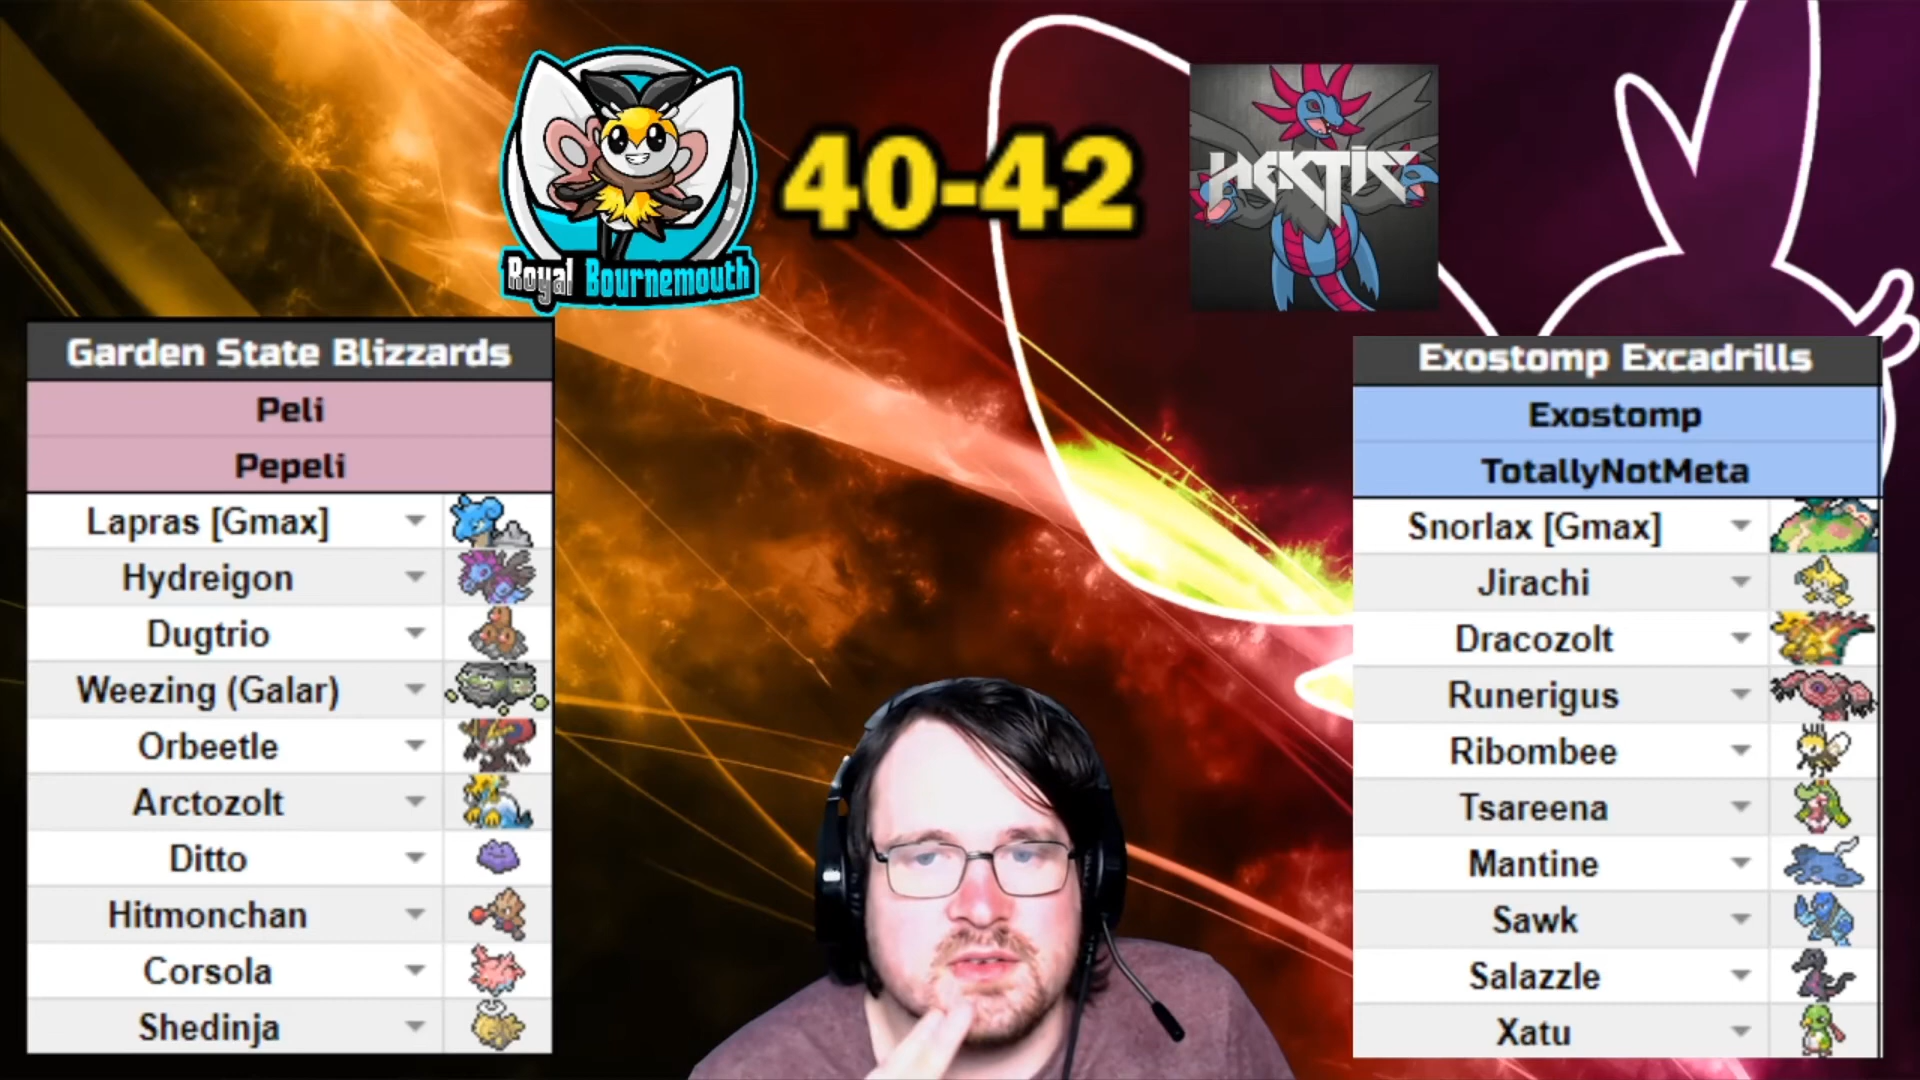 40-42
HEKTIC
Royal Bournemouth
Garden State Blizzards
Peli
Pepeli
Lapras [Gmax]
Hydreigon
Dugtrio
Weezing (Galar)
Orbeetle
Arctozolt
Ditto
Hitmonchan
Corsola
Shedinja
Exostomp Excadrills
Exostomp
TotallyNotMeta
Snorlax [Gmax]
Jirachi
Dracozolt
Runerigus
Ribombee
Tsareena
Mantine
Sawk
Salazzle
Xatu